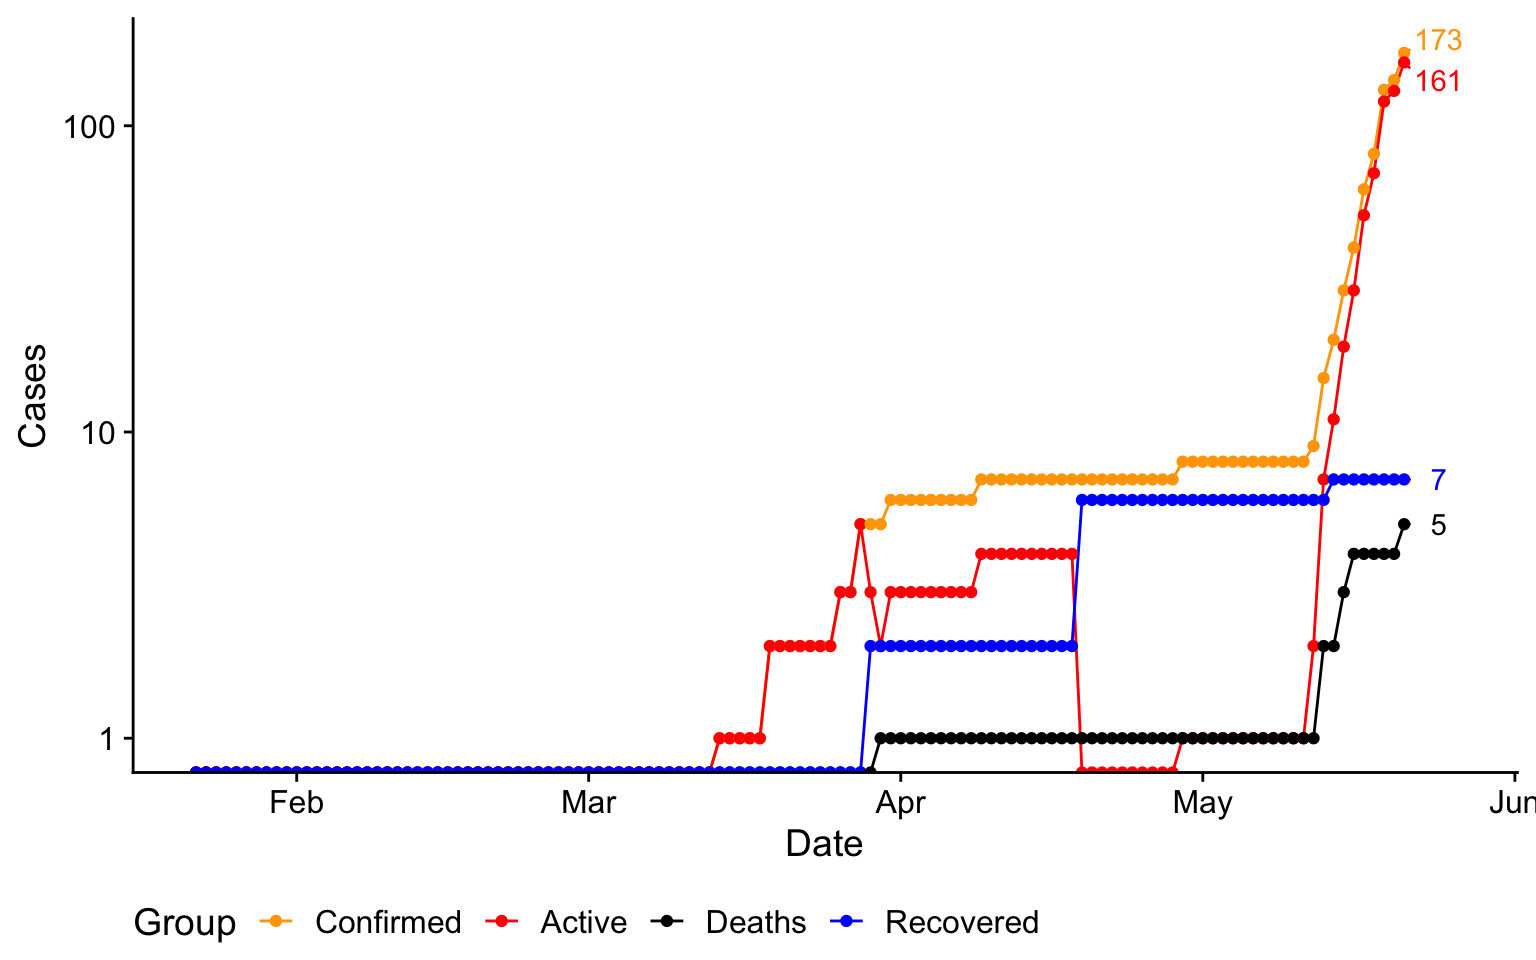 173
161
100
10
7
5
1
Cases
Feb Mar Apr May Jun
Date
Group Confirmed Active Deaths Recovered